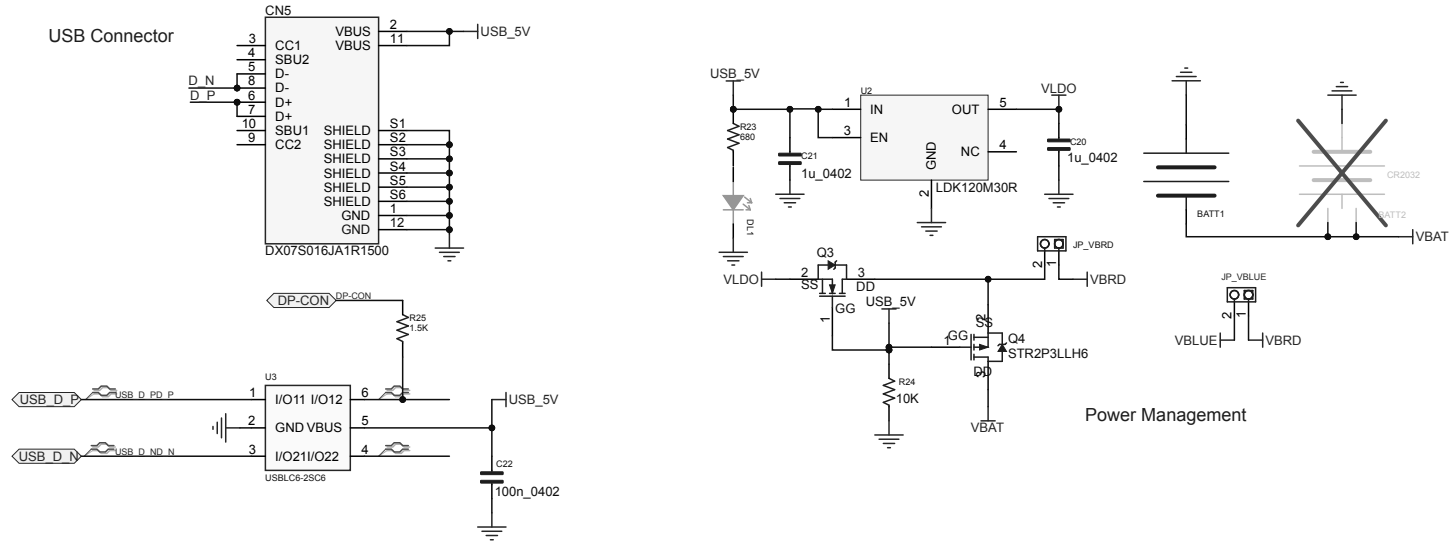 USB Connector
CN5
VBUS 2
VBUS 11
USB_5V
3 CC1
4 SBU2
5 D-
D_N 8 D-
D_P 6 D+
7 D+
10 SBU1
9 CC2
SHIELD S1
SHIELD S2
SHIELD S3
SHIELD S4
SHIELD S5
SHIELD S6
GND 1
GND 12
DX07S016JA1R1500
DP-CON DP-CON
R25
1.5K
U3
USB_D_P USB_D_PD_P 1 I/O11 I/O12 6
2 GND VBUS 5
USB_5V
USB_D_N USB_D_ND_N 3 I/O21I/O22 4
USBLC6-2SC6
C22
100n_0402
USB_5V
R23
680
DL1
C21
1u_0402
U2
1 IN OUT 5
3 EN
NC 4
GND
2
LDK120M30R
VLDO
C20
1u_0402
BATT1
CR2032
BATT2
VBAT
Q3
VLDO 2 SS 3 DD
GG
1
USB_5V
R24
10K
GG 1
2 SS
Q4
STR2P3LLH6
DD
3
VBAT
JP_VBRD
2 1
VBRD
JP_VBLUE
2 1
VBLUE VBRD
Power Management